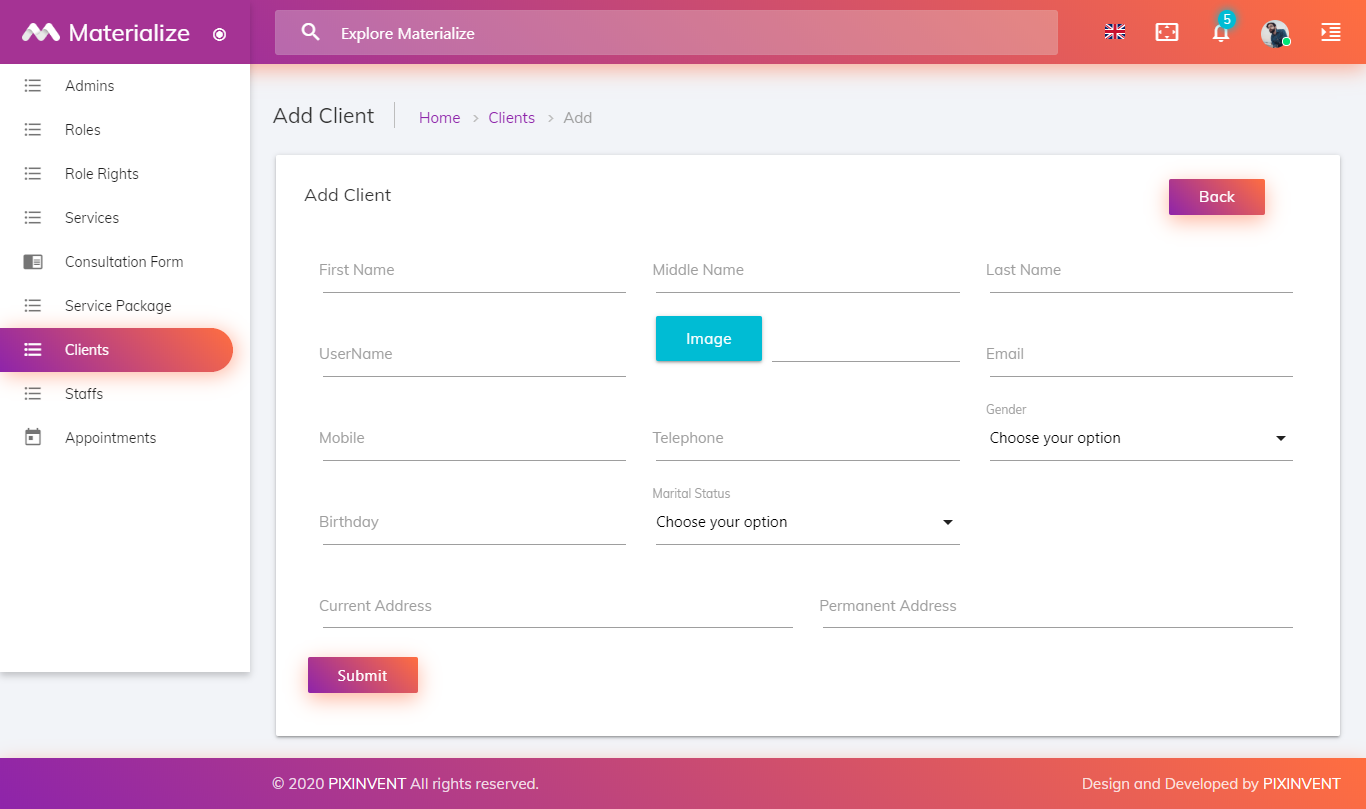 Materialize
Explore Materialize
5
Admins
Roles
Role Rights
Services
Consultation Form
Service Package
Clients
Staffs
Appointments
Add Client
Home > Clients > Add
Add Client
Back
First Name
Middle Name
Last Name
UserName
Image
Email
Mobile
Telephone
Gender
Choose your option
Birthday
Marital Status
Choose your option
Current Address
Permanent Address
Submit
© 2020 PIXINVENT All rights reserved.
Design and Developed by PIXINVENT